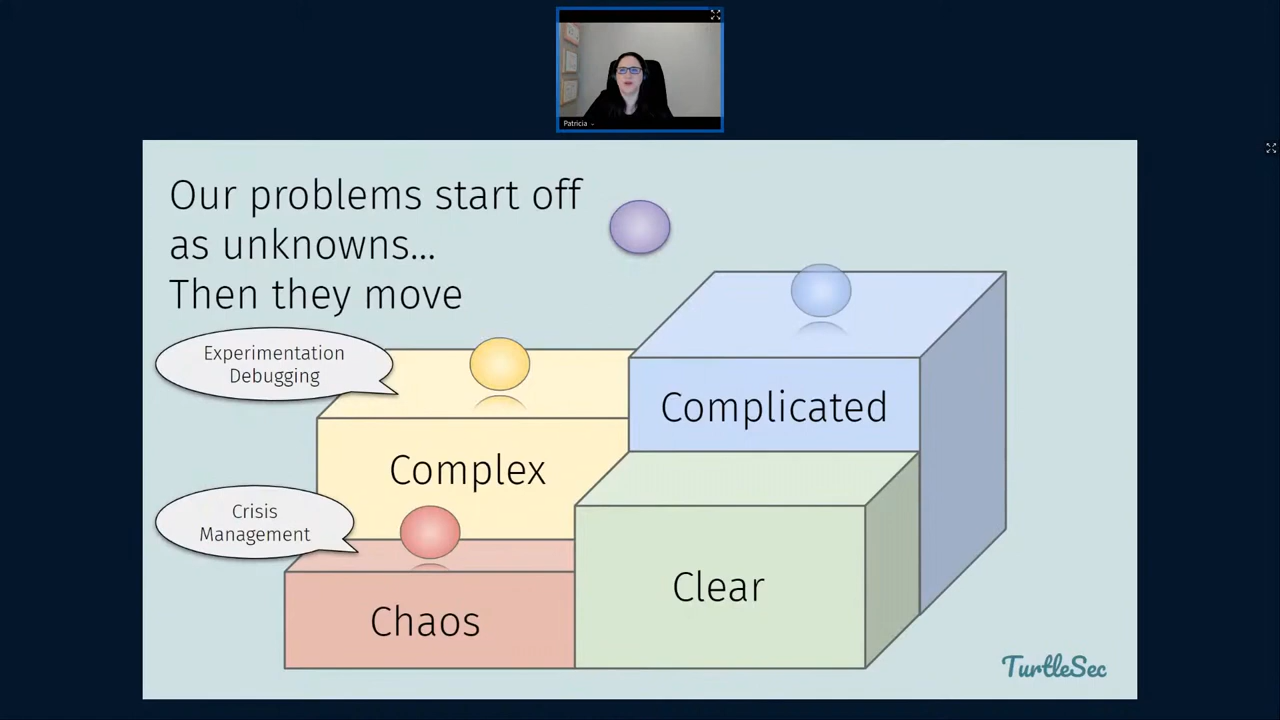 Patricia
Our problems start off
as unknowns...
Then they move
Experimentation
Debugging
Complicated
Complex
Crisis
Management
Clear
Chaos
TurtleSec